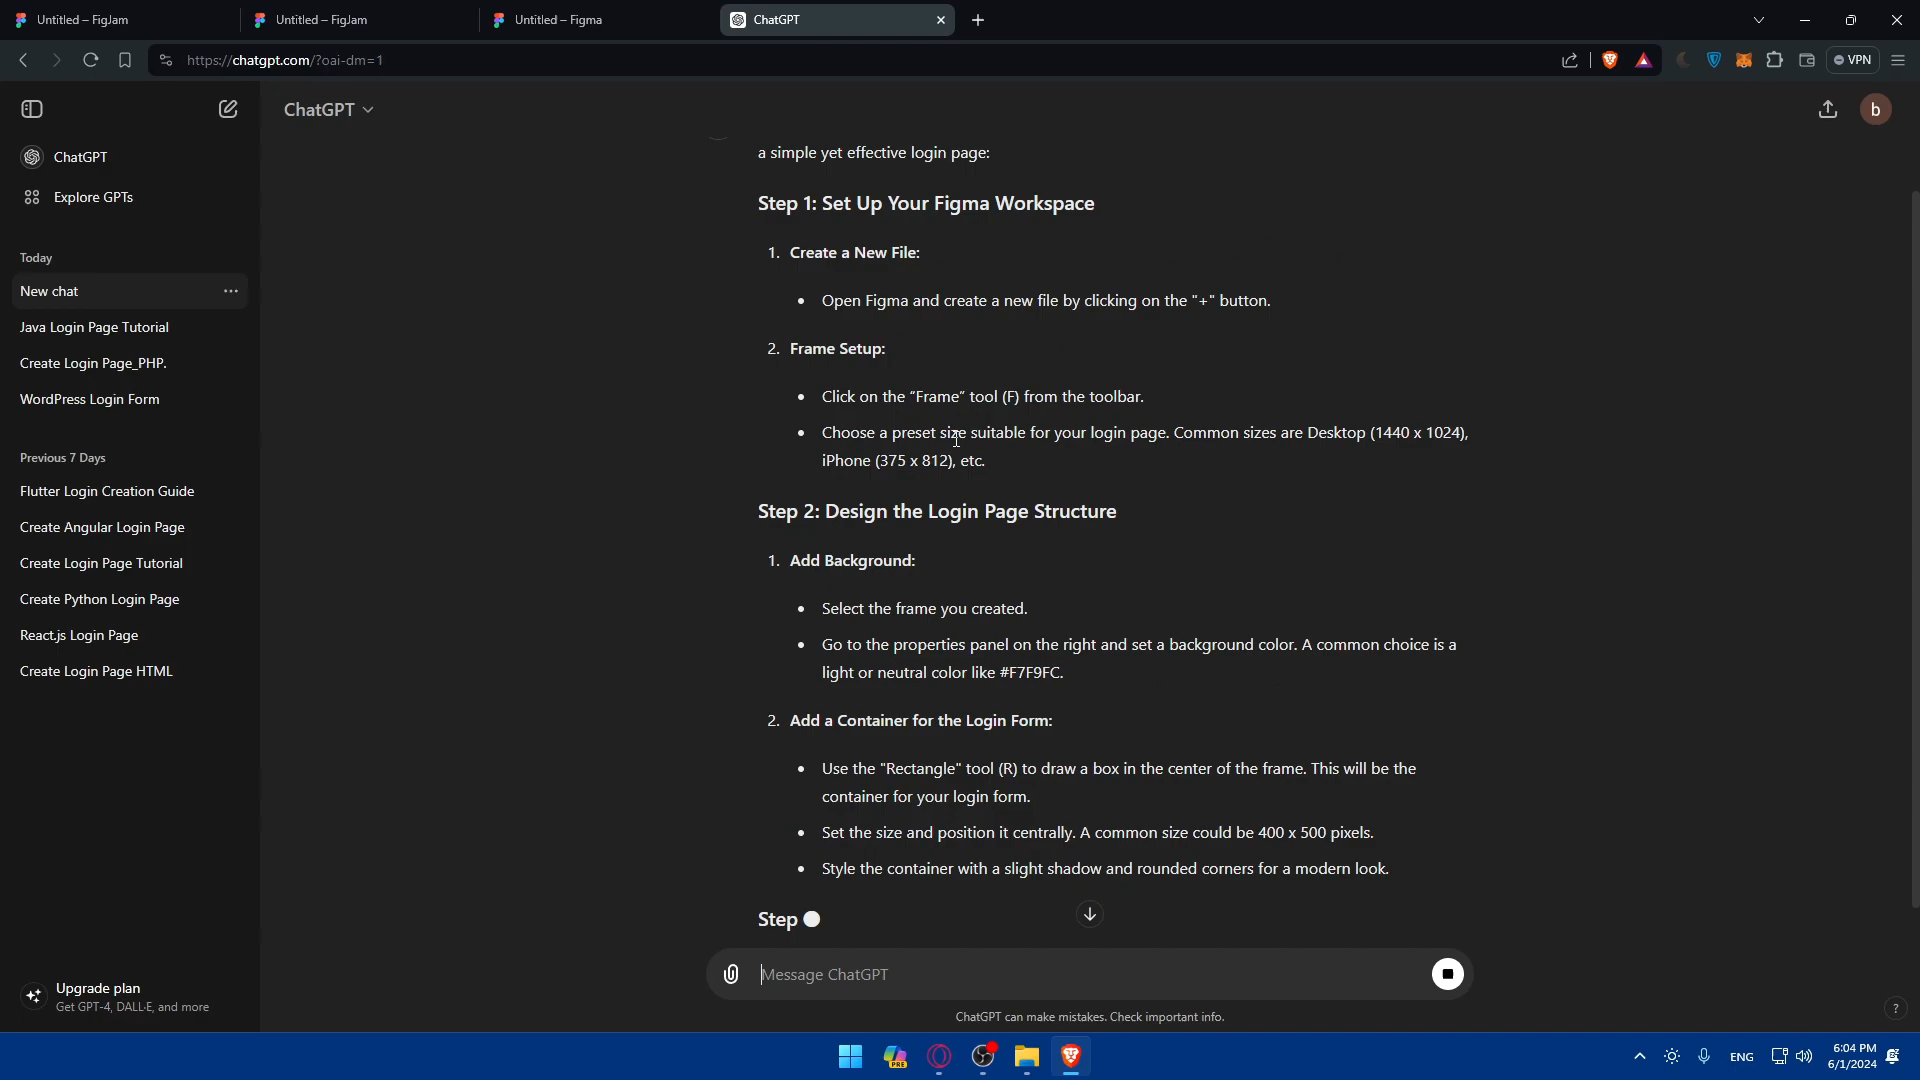 Untitled – FigJam
Untitled – FigJam
Untitled – Figma
ChatGPT
https://chatgpt.com/?oai-dm=1
VPN
ChatGPT
b
ChatGPT
Explore GPTs
Today
New chat
Java Login Page Tutorial
Create Login Page_PHP.
WordPress Login Form
Previous 7 Days
Flutter Login Creation Guide
Create Angular Login Page
Create Login Page Tutorial
Create Python Login Page
React.js Login Page
Create Login Page HTML
Upgrade plan
Get GPT-4, DALL·E, and more
a simple yet effective login page:
Step 1: Set Up Your Figma Workspace
1. Create a New File:
• Open Figma and create a new file by clicking on the "+" button.
2. Frame Setup:
• Click on the “Frame” tool (F) from the toolbar.
• Choose a preset size suitable for your login page. Common sizes are Desktop (1440 x 1024),
iPhone (375 x 812), etc.
Step 2: Design the Login Page Structure
1. Add Background:
• Select the frame you created.
• Go to the properties panel on the right and set a background color. A common choice is a
light or neutral color like #F7F9FC.
2. Add a Container for the Login Form:
• Use the "Rectangle" tool (R) to draw a box in the center of the frame. This will be the
container for your login form.
• Set the size and position it centrally. A common size could be 400 x 500 pixels.
• Style the container with a slight shadow and rounded corners for a modern look.
Step
Message ChatGPT
ChatGPT can make mistakes. Check important info.
?
PRE
ENG
6:04 PM
6/1/2024